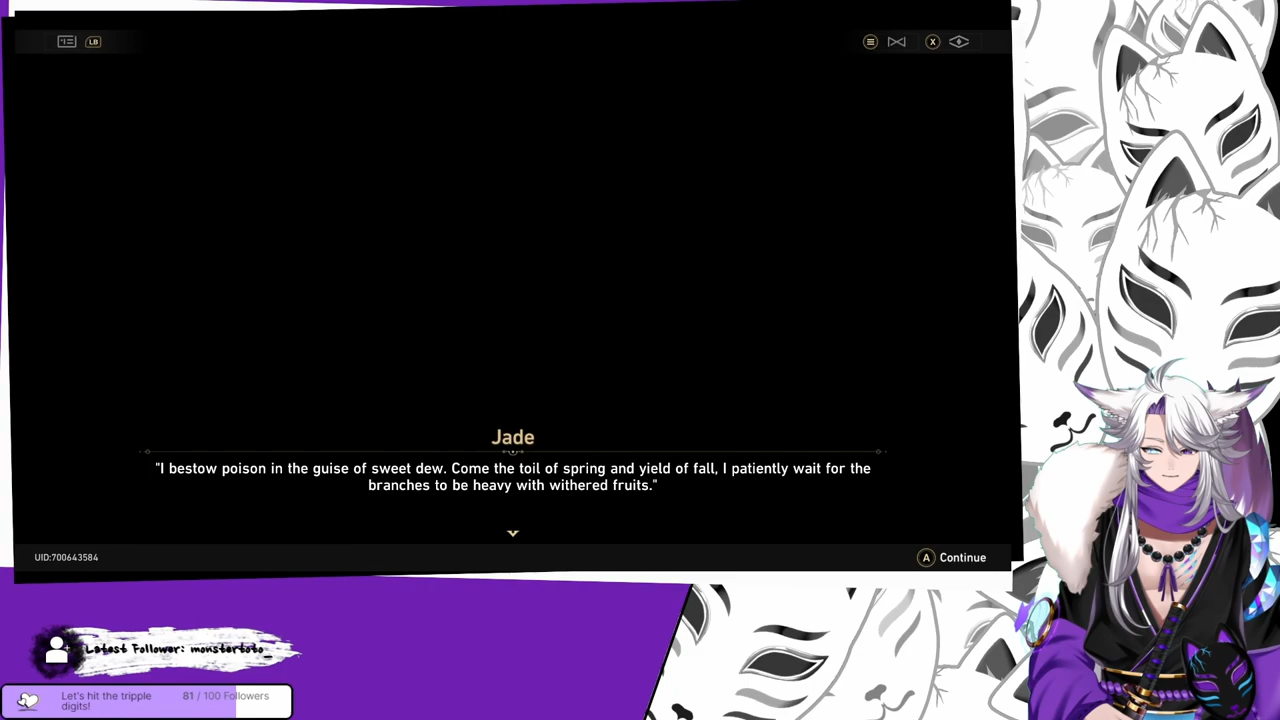 LB
X
Jade
"I bestow poison in the guise of sweet dew. Come the toil of spring and yield of fall, I patiently wait for the
branches to be heavy with withered fruits."
UID:700643584
A Continue
Latest Follower: monstertoto_
Let's hit the tripple
digits!
81 / 100 Followers